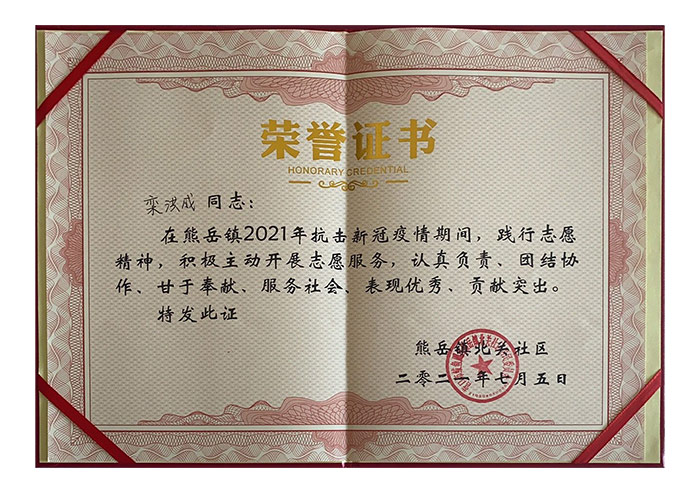 荣誉证书
HONORARY CREDENTIAL
栾洪成 同志：
在熊岳镇2021年抗击新冠疫情期间，践行志愿
精神，积极主动开展志愿服务，认真负责、团结协
作、甘于奉献、服务社会、表现优秀、贡献突出。
特发此证
熊岳镇北关社区
二零二一年七月五日